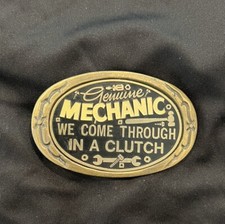 Genuine
MECHANIC
WE COME THROUGH
IN A CLUTCH